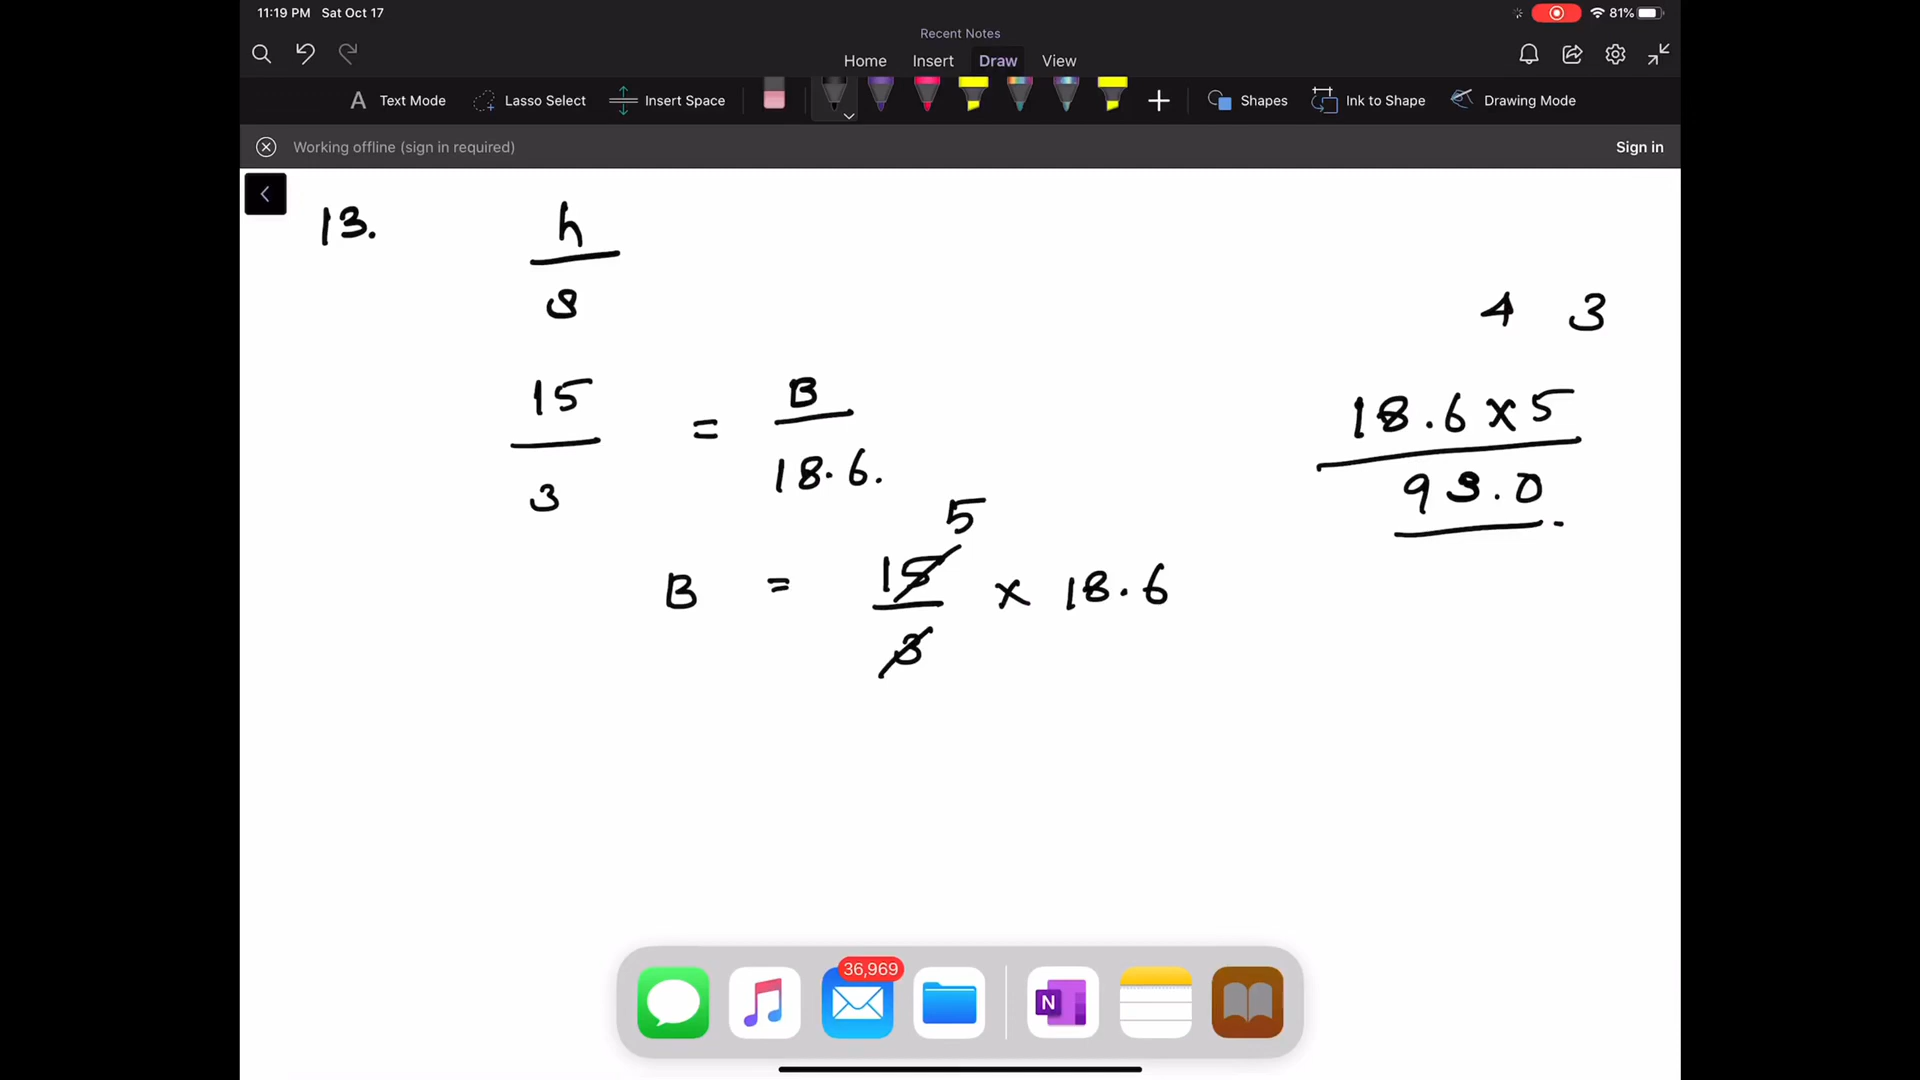 11:19 PM Sat Oct 17
81%
Recent Notes
Home Insert Draw View
Text Mode Lasso Select Insert Space Shapes Ink to Shape Drawing Mode
Working offline (sign in required) Sign in
13.
h
s
4 3
15
3
=
B
18.6.
18.6 x 5
93.0
5
B = 15 x 18.6
3
36,969
N